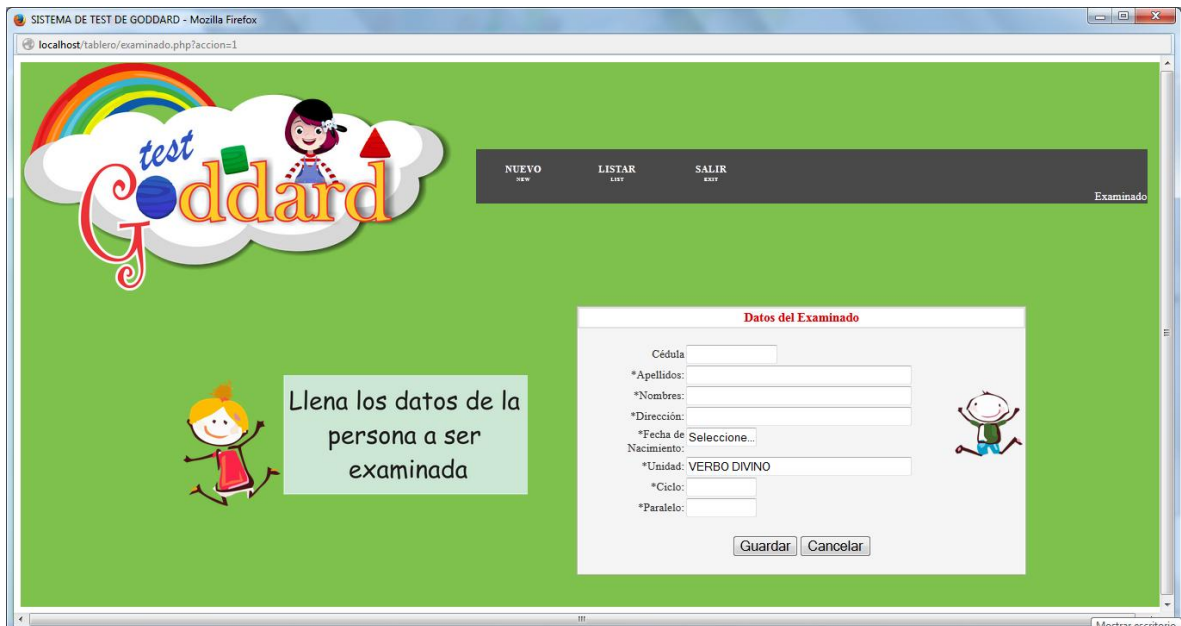 SISTEMA DE TEST DE GODDARD - Mozilla Firefox
localhost/tablero/examinado.php?accion=1
test
Goddard
NUEVO LISTAR SALIR
NEW LIST EXIT
Examinado
Datos del Examinado
Cédula
*Apellidos:
*Nombres:
*Dirección:
*Fecha de
Nacimiento: Seleccione...
*Unidad: VERBO DIVINO
*Ciclo:
*Paralelo:
Guardar Cancelar
Llena los datos de la
persona a ser
examinada
Mostrar escritorio